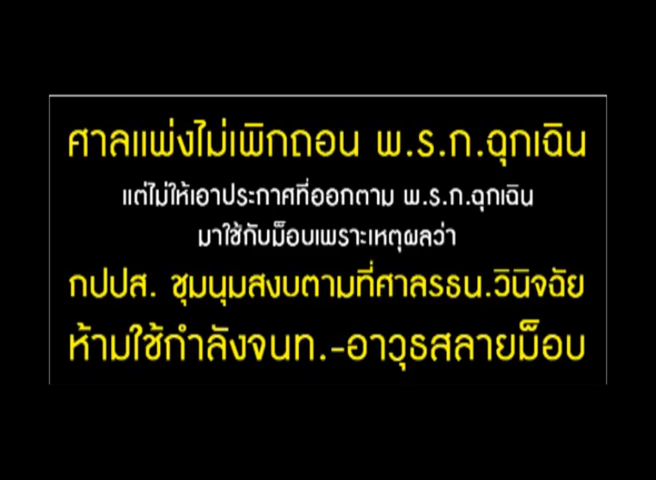 ศาลแพ่งไม่เพิกถอน พ.ร.ก.ฉุกเฉิน
แต่ไม่ให้เอาประกาศที่ออกตาม พ.ร.ก.ฉุกเฉิน
มาใช้กับม็อบเพราะเหตุผลว่า
กปปส. ชุมนุมสงบตามที่ศาลรธน.วินิจฉัย
ห้ามใช้กำลังจนท.-อาวุธสลายม็อบ